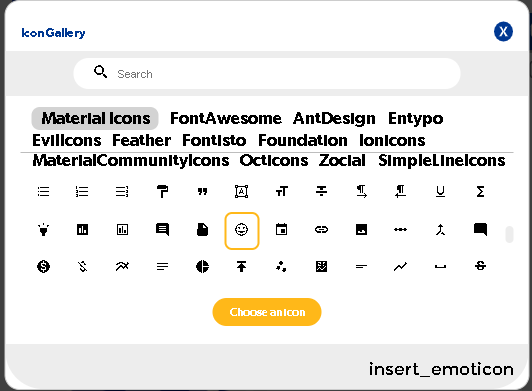 IconGallery
X
Search
Material Icons FontAwesome AntDesign Entypo
EvilIcons Feather Fontisto Foundation Ionicons
MaterialCommunityIcons Octicons Zocial SimpleLineIcons
Choose an icon
insert_emoticon